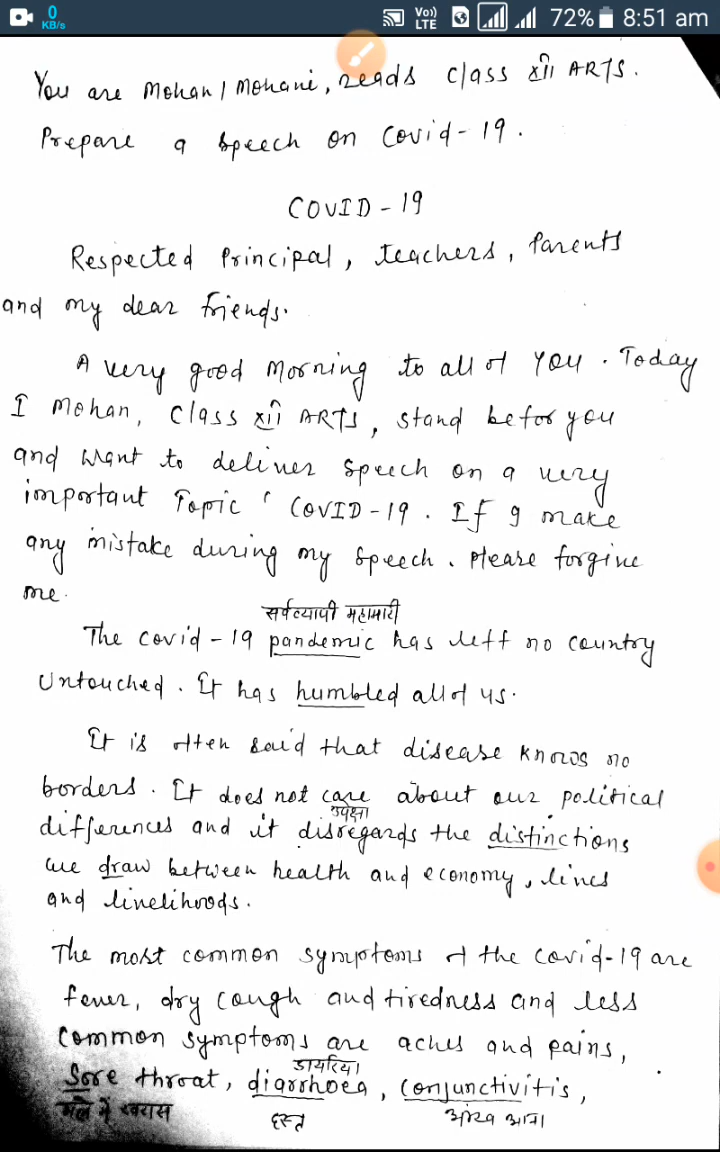 0 KB/s Vo)) LTE 72% 8:51 am
You are Mohan / Mohani, reads class XII ARTS.
Prepare a speech on Covid-19.
COVID-19
Respected Principal, teachers, Parents
and my dear friends.
A very good Morning to all of you. Today
I Mohan, class XII ARTS, stand befor you
and want to deliver speech on a very
important Topic ' COVID-19. If I make
any mistake during my speech. please forgive
me.
सर्वव्यापी महामारी
The covid-19 pandemic has left no country
Untouched. It has humbled all of us.
It is often said that disease knows no
borders. It does not care about our political
उपेक्षा
differences and it disregards the distinctions
we draw between health and economy, lives
and livelihoods.
The most common symptoms of the covid-19 are
fever, dry cough and tiredness and less
common symptoms are aches and pains,
डायरिया
Sore throat, diarrhoea, conjunctivitis,
गले में खरास दस्त आंख आना